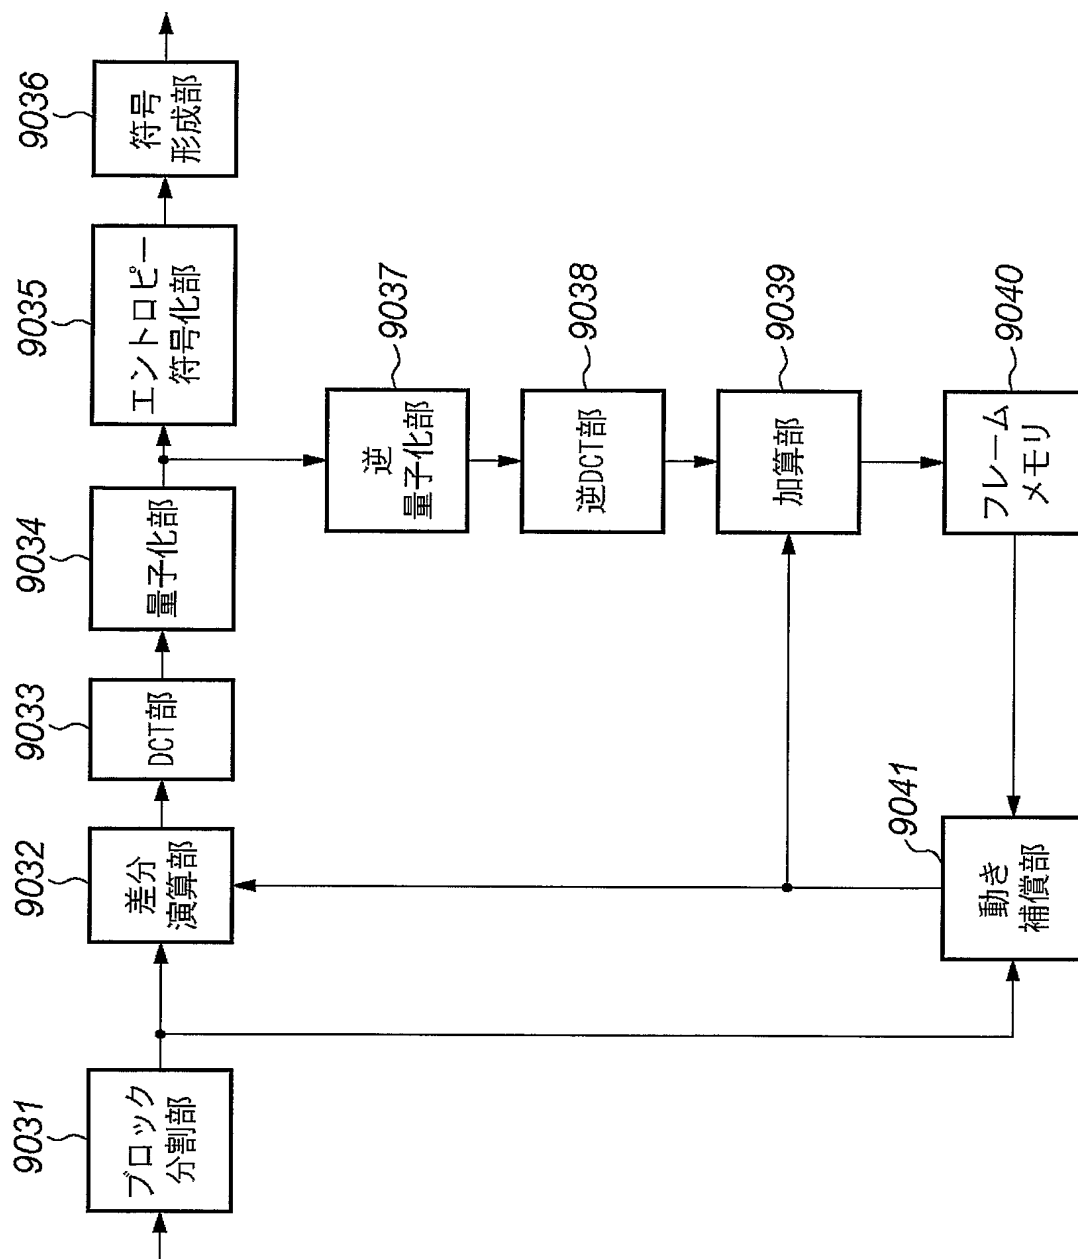 9031
ブロック
分割部
9032
差分
演算部
9033
DCT部
9034
量子化部
9035
エントロピー
符号化部
9036
符号
形成部
9037
逆
量子化部
9038
逆DCT部
9039
加算部
9040
フレーム
メモリ
9041
動き
補償部